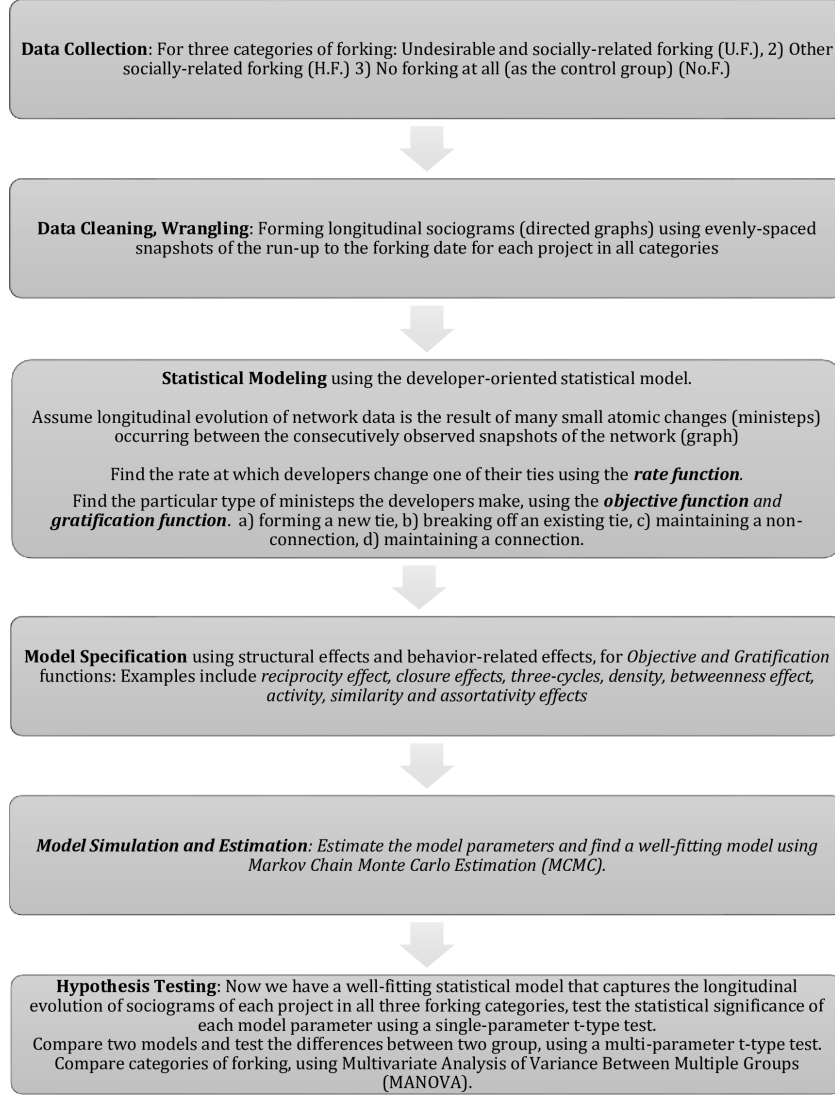 Data Collection: For three categories of forking: Undesirable and socially-related forking (U.F.), 2) Other
socially-related forking (H.F.) 3) No forking at all (as the control group) (No.F.)
Data Cleaning, Wrangling: Forming longitudinal sociograms (directed graphs) using evenly-spaced
snapshots of the run-up to the forking date for each project in all categories
Statistical Modeling using the developer-oriented statistical model.
Assume longitudinal evolution of network data is the result of many small atomic changes (ministeps)
occurring between the consecutively observed snapshots of the network (graph)
Find the rate at which developers change one of their ties using the rate function.
Find the particular type of ministeps the developers make, using the objective function and
gratification function. a) forming a new tie, b) breaking off an existing tie, c) maintaining a non-
connection, d) maintaining a connection.
Model Specification using structural effects and behavior-related effects, for Objective and Gratification
functions: Examples include reciprocity effect, closure effects, three-cycles, density, betweenness effect,
activity, similarity and assortativity effects
Model Simulation and Estimation: Estimate the model parameters and find a well-fitting model using
Markov Chain Monte Carlo Estimation (MCMC).
Hypothesis Testing: Now we have a well-fitting statistical model that captures the longitudinal
evolution of sociograms of each project in all three forking categories, test the statistical significance of
each model parameter using a single-parameter t-type test.
Compare two models and test the differences between two group, using a multi-parameter t-type test.
Compare categories of forking, using Multivariate Analysis of Variance Between Multiple Groups
(MANOVA).